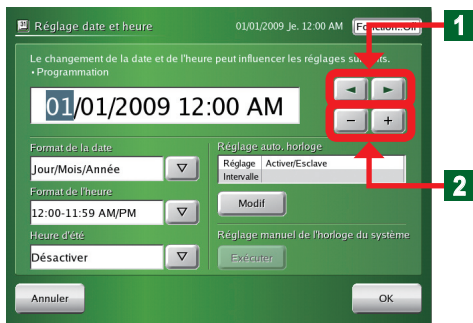 Réglage date et heure
01/01/2009 Je. 12:00 AM
1
Le changement de la date et de l'heure peut influencer les réglages
• Programmation
01/01/2009 12:00 AM
◄ ►
- +
Format de la date
Jour/Mois/Année
Réglage auto. horloge
Réglage Activer/Esclave
Intervalle
2
Format de l'heure
12:00-11:59 AM/PM
Modif
Heure d'été
Désactiver
Réglage manuel de l'horloge du système
Exécuter
Annuler
OK